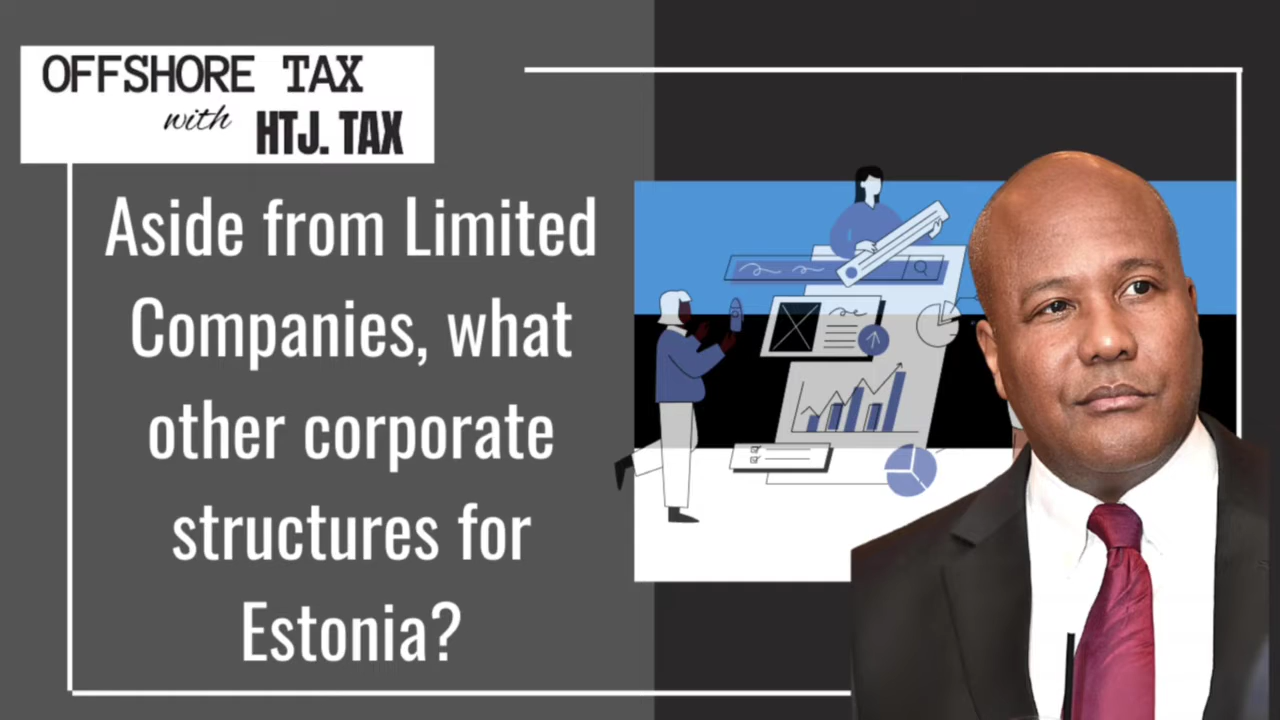 OFFSHORE TAX
with HTJ. TAX
Aside from Limited
Companies, what
other corporate
structures for
Estonia?